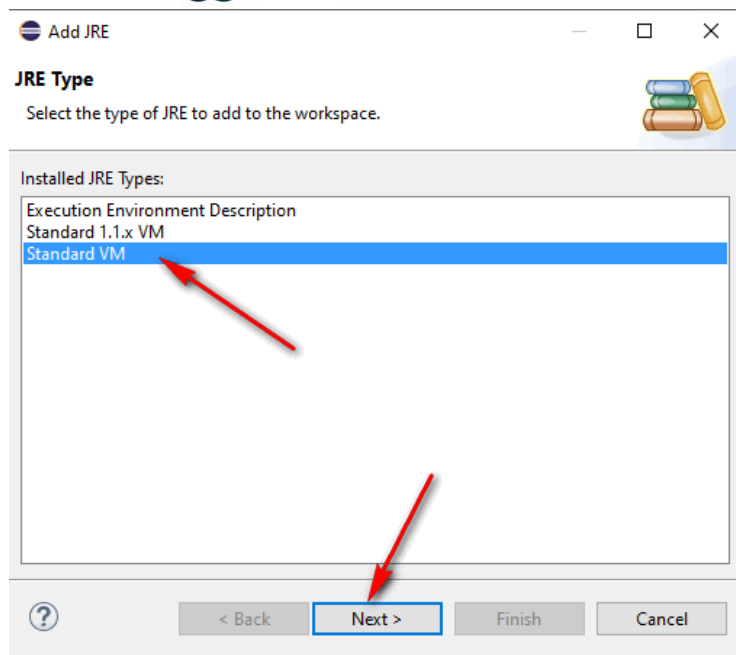 Add JRE
JRE Type
Select the type of JRE to add to the workspace.
Installed JRE Types:
Execution Environment Description
Standard 1.1.x VM
Standard VM
?
< Back
Next >
Finish
Cancel